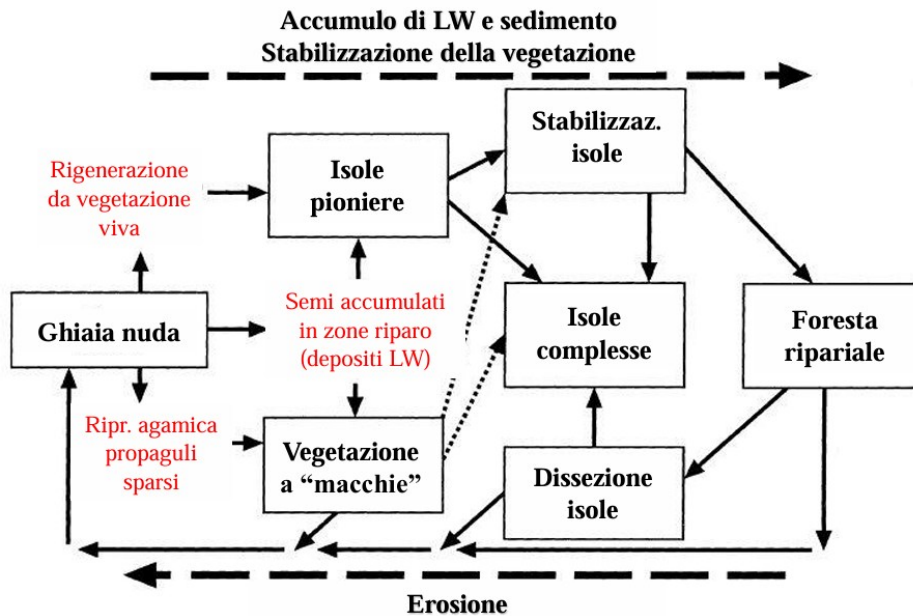 Accumulo di LW e sedimento
Stabilizzazione della vegetazione
Stabilizzaz.
isole
Rigenerazione
da vegetazione
viva
Isole
pioniere
Ghiaia nuda
Semi accumulati
in zone riparo
(depositi LW)
Isole
complesse
Foresta
ripariale
Ripr. agamica
propaguli
sparsi
Vegetazione
a “macchie”
Dissezione
isole
Erosione